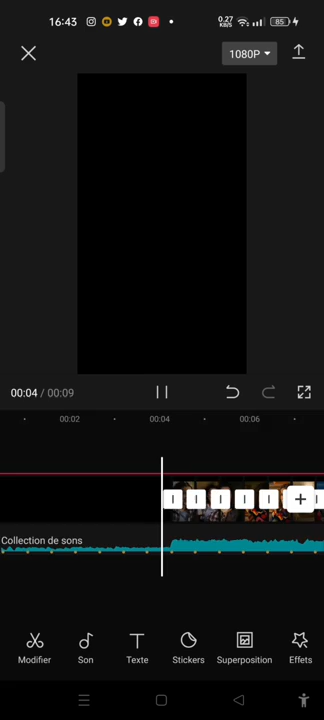 16:43 0.27 KB/S 85
1080P
00:04 / 00:09
00:02 00:04 00:06
Collection de sons
Modifier Son Texte Stickers Superposition Effets